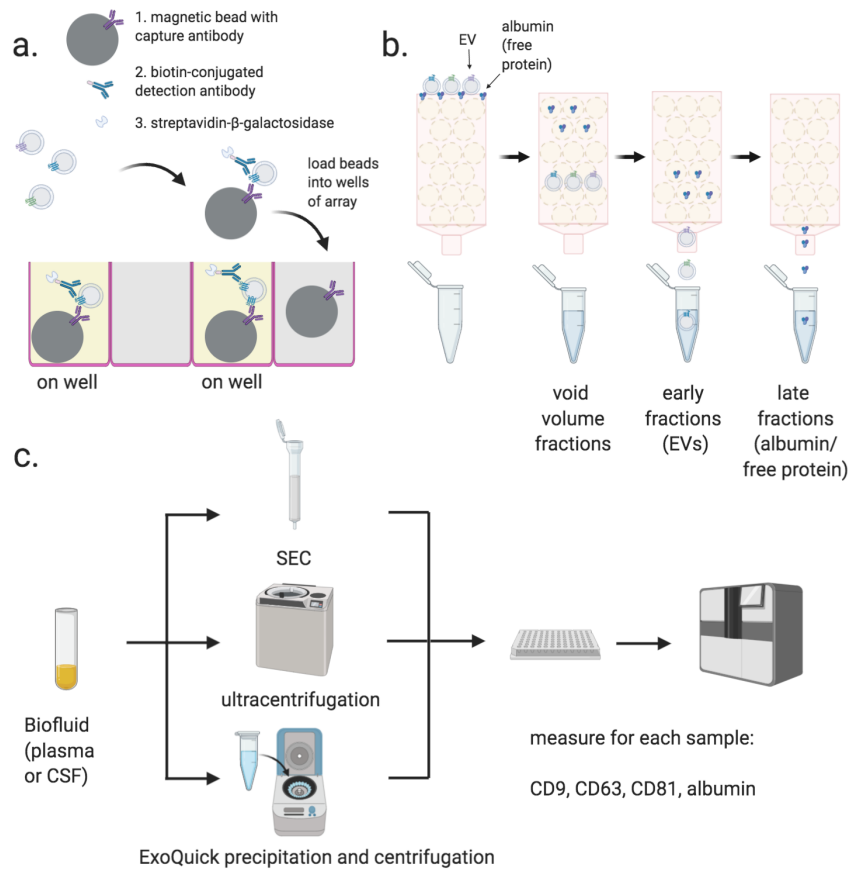 a.
1. magnetic bead with
capture antibody
2. biotin-conjugated
detection antibody
3. streptavidin-β-galactosidase
load beads
into wells
of array
on well
on well
b.
EV
albumin
(free
protein)
void
volume
fractions
early
fractions
(EVs)
late
fractions
(albumin/
free protein)
c.
Biofluid
(plasma
or CSF)
SEC
ultracentrifugation
ExoQuick precipitation and centrifugation
measure for each sample:
CD9, CD63, CD81, albumin